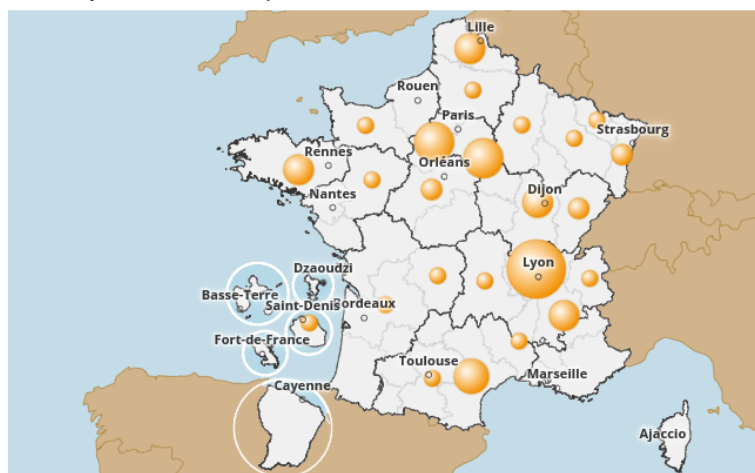 Lille
Rouen
Paris
Strasbourg
Rennes
Orléans
Nantes
Dijon
Lyon
Dzaoudzi
Basse-Terre
Saint-Denis
Bordeaux
Fort-de-France
Toulouse
Marseille
Cayenne
Ajaccio